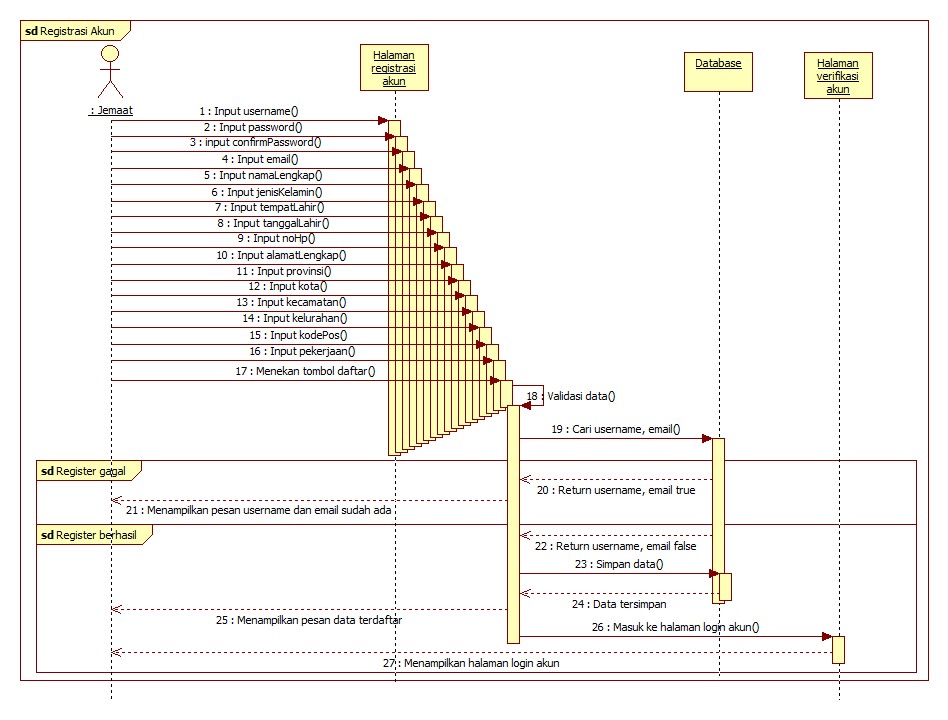 sd Registrasi Akun
: Jemaat
Halaman
registrasi
akun
Database
Halaman
verifikasi
akun
1 : Input username()
2 : Input password()
3 : input confirmPassword()
4 : Input email()
5 : Input namaLengkap()
6 : Input jenisKelamin()
7 : Input tempatLahir()
8 : Input tanggalLahir()
9 : Input noHp()
10 : Input alamatLengkap()
11 : Input provinsi()
12 : Input kota()
13 : Input kecamatan()
14 : Input kelurahan()
15 : Input kodePos()
16 : Input pekerjaan()
17 : Menekan tombol daftar()
18 : Validasi data()
19 : Cari username, email()
sd Register gagal
20 : Return username, email true
21 : Menampilkan pesan username dan email sudah ada
sd Register berhasil
22 : Return username, email false
23 : Simpan data()
24 : Data tersimpan
25 : Menampilkan pesan data terdaftar
26 : Masuk ke halaman login akun()
27 : Menampilkan halaman login akun